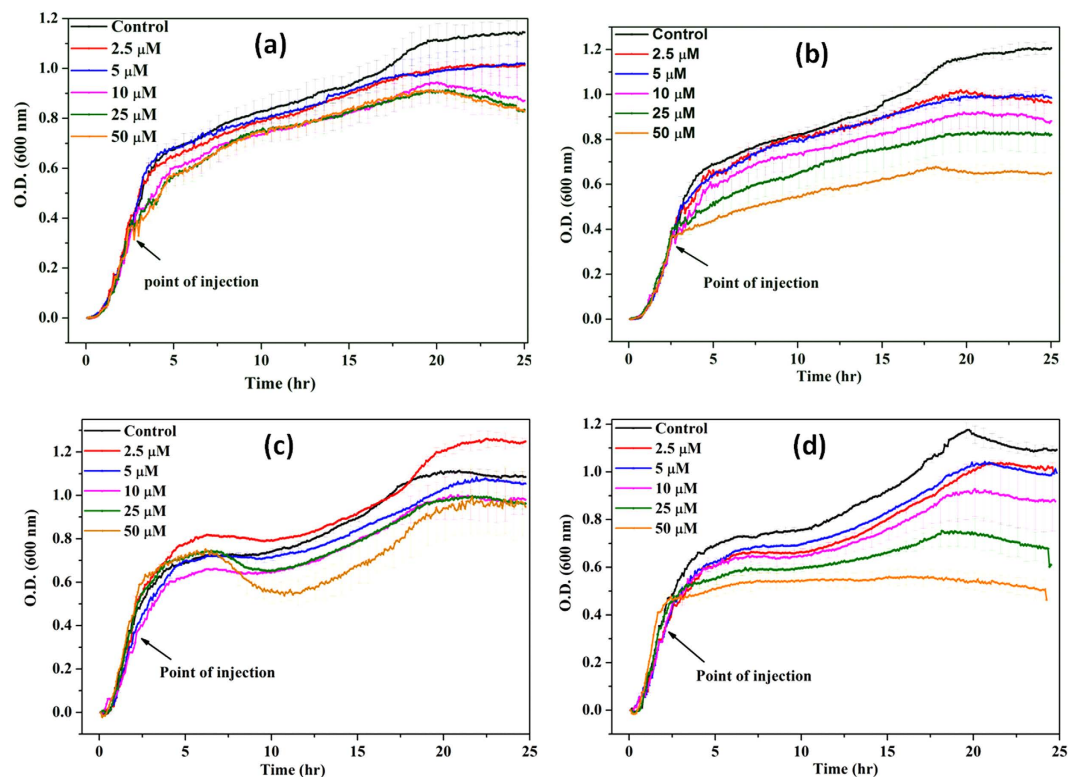 (a)
Control
2.5 μM
5 μM
10 μM
25 μM
50 μM
1.2
1.0
0.8
0.6
0.4
0.2
0.0
O.D. (600 nm)
point of injection
0 5 10 15 20 25
Time (hr)
(b)
Control
2.5 μM
5 μM
10 μM
25 μM
50 μM
1.2
1.0
0.8
0.6
0.4
0.2
0.0
O.D. (600 nm)
Point of injection
0 5 10 15 20 25
Time (hr)
(c)
Control
2.5 μM
5 μM
10 μM
25 μM
50 μM
1.2
1.0
0.8
0.6
0.4
0.2
0.0
O.D. (600 nm)
Point of injection
0 5 10 15 20 25
Time (hr)
(d)
Control
2.5 μM
5 μM
10 μM
25 μM
50 μM
1.2
1.0
0.8
0.6
0.4
0.2
0.0
O.D. (600 nm)
Point of injection
0 5 10 15 20 25
Time (hr)